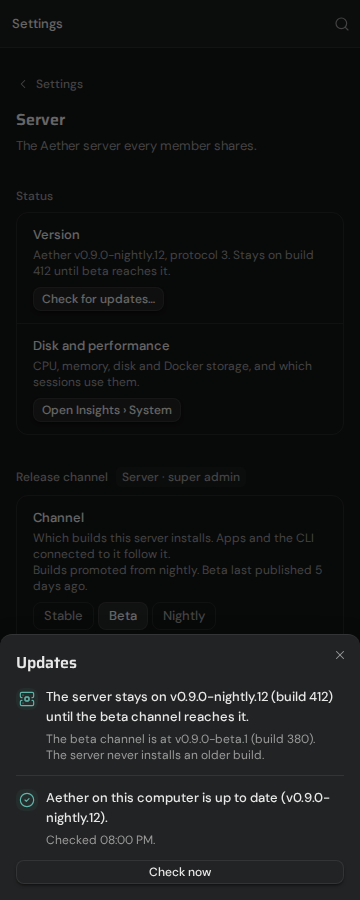 Settings
Settings
Server
The Aether server every member shares.
Status
Version
Aether v0.9.0-nightly.12, protocol 3. Stays on build
412 until beta reaches it.
Check for updates…
Disk and performance
CPU, memory, disk and Docker storage, and which
sessions use them.
Open Insights › System
Release channel Server · super admin
Channel
Which builds this server installs. Apps and the CLI
connected to it follow it.
Builds promoted from nightly. Beta last published 5
days ago.
Stable Beta Nightly
Updates
The server stays on v0.9.0-nightly.12 (build 412)
until the beta channel reaches it.
The beta channel is at v0.9.0-beta.1 (build 380).
The server never installs an older build.
Aether on this computer is up to date (v0.9.0-
nightly.12).
Checked 08:00 PM.
Check now